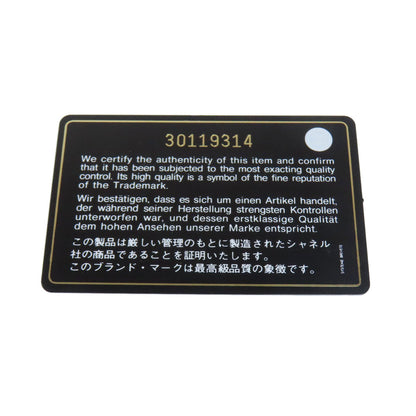 30119314
We certify the authenticity of this item and confirm
that it has been subjected to the most exacting quality
control. Its high quality is a symbol of the fine reputation
of the Trademark.
Wir bestätigen, dass es sich um einen Artikel handelt,
der während seiner Herstellung strengsten Kontrollen
unterworfen war, und dessen erstklassige Qualität
dem hohen Ansehen unserer Marke entspricht.
この製品は厳しい管理のもとに製造されたシャネル
社の商品であることを証明いたします。
このブランド・マークは最高級品質の象徴です。